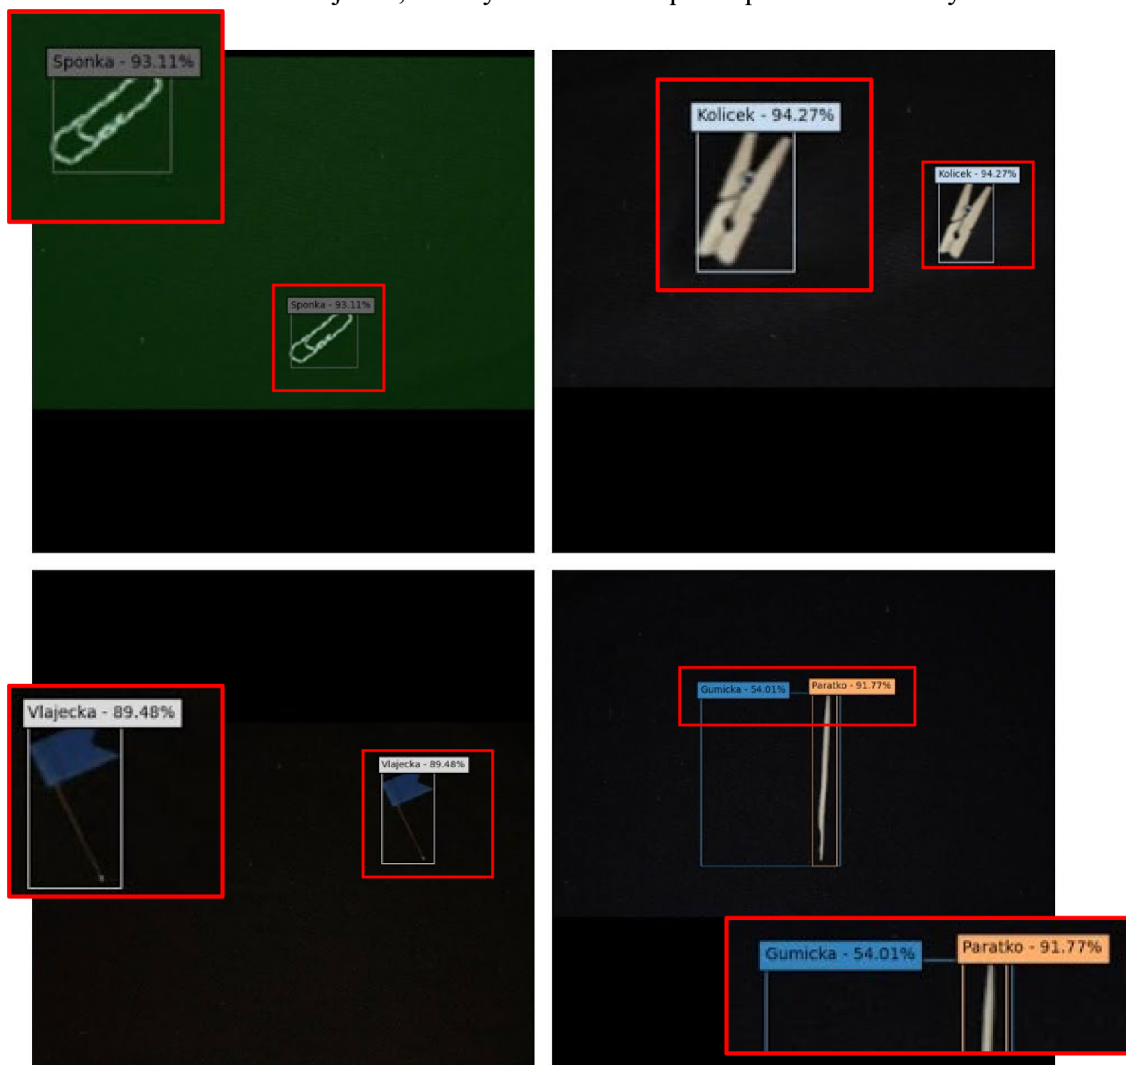 Sponka - 93.11%
Kolicek - 94.27%
Kolicek - 94.27%
Sponka - 93.11%
Vlajecka - 89.48%
Vlajecka - 89.48%
Gumicka - 54.01%
Paratko - 91.77%
Gumicka - 54.01%
Paratko - 91.77%